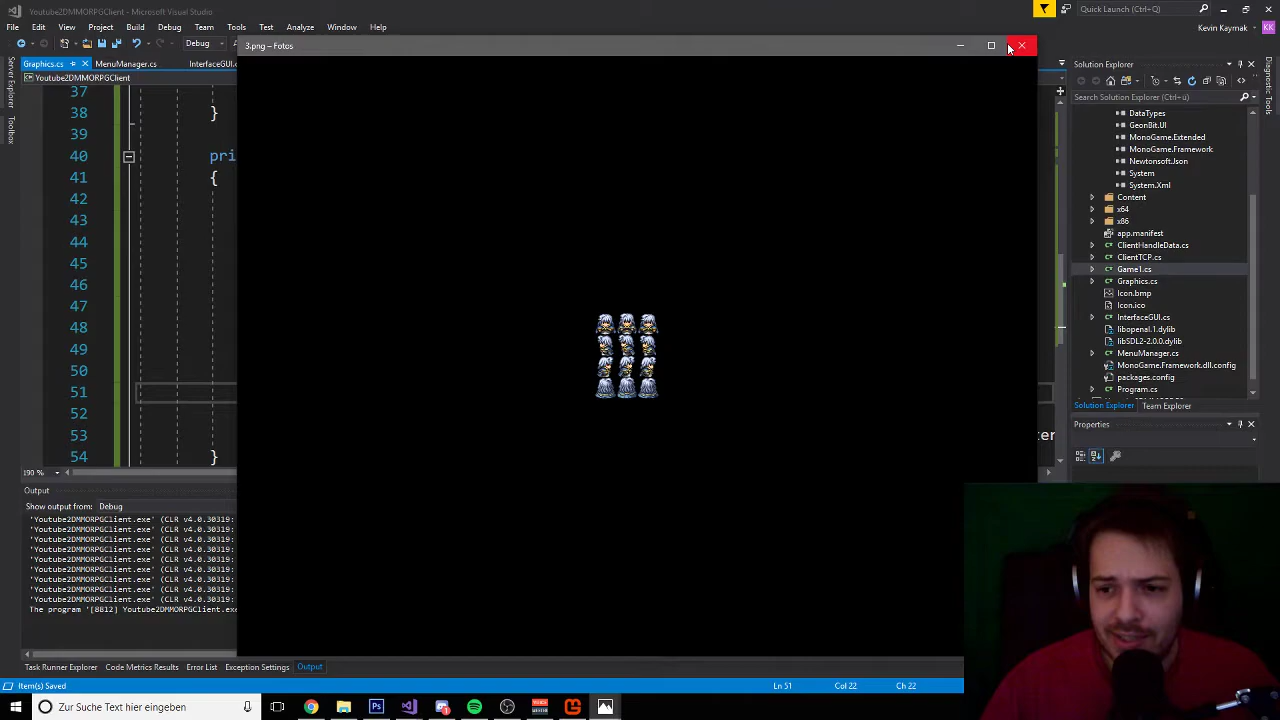 Youtube2DMMORPGClient - Microsoft Visual Studio
Quick Launch (Ctrl+Q)
File Edit View Project Build Debug Team Tools Test Analyze Window Help
Kevin Kaymak
KK
Debug
3.png – Fotos
Graphics.cs
MenuManager.cs
InterfaceGUI.c
Youtube2DMMORPGClient
Server Explorer
Toolbox
37
38 }
39
40 pri
41 {
42
43
44
45
46
47
48
49
50
51
52
53
54 }
ter
190 %
Solution Explorer
Search Solution Explorer (Ctrl+ü)
DataTypes
GeonBit.UI
MonoGame.Extended
MonoGame.Framework
Newtonsoft.Json
System
System.Xml
Content
x64
x86
app.manifest
ClientHandleData.cs
ClientTCP.cs
Game1.cs
Graphics.cs
Icon.bmp
Icon.ico
InterfaceGUI.cs
libopenal.1.dylib
libSDL2-2.0.0.dylib
MenuManager.cs
MonoGame.Framework.dll.config
packages.config
Program.cs
Solution Explorer Team Explorer
Properties
Diagnostic Tools
Output
Show output from: Debug
'Youtube2DMMORPGClient.exe' (CLR v4.0.30319:
'Youtube2DMMORPGClient.exe' (CLR v4.0.30319:
'Youtube2DMMORPGClient.exe' (CLR v4.0.30319:
'Youtube2DMMORPGClient.exe' (CLR v4.0.30319:
'Youtube2DMMORPGClient.exe' (CLR v4.0.30319:
'Youtube2DMMORPGClient.exe' (CLR v4.0.30319:
'Youtube2DMMORPGClient.exe' (CLR v4.0.30319:
'Youtube2DMMORPGClient.exe' (CLR v4.0.30319:
'Youtube2DMMORPGClient.exe' (CLR v4.0.30319:
The program '[8812] Youtube2DMMORPGClient.exe
Task Runner Explorer Code Metrics Results Error List Exception Settings Output
Item(s) Saved
Ln 51 Col 22 Ch 22
Zur Suche Text hier eingeben
Ps